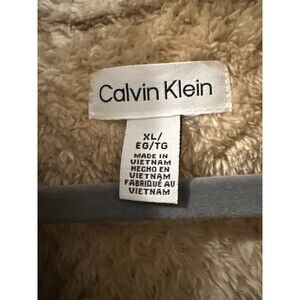 Calvin Klein
XL/
EG/TG
MADE IN
VIETNAM
HECHO EN
VIETNAM
FABRIQUÉ AU
VIETNAM